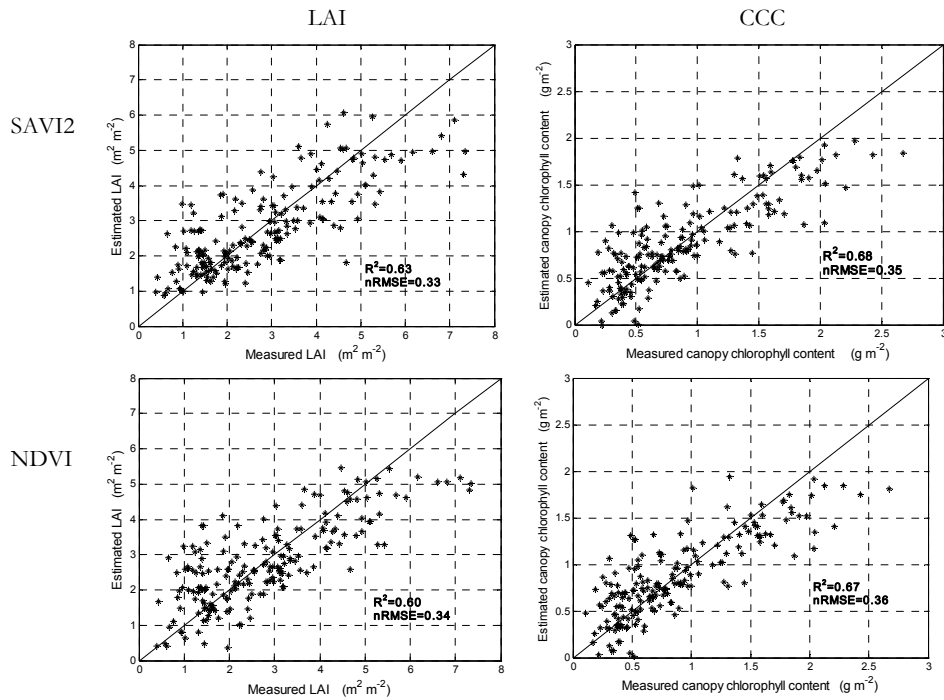 LAI
CCC
SAVI2
8
7
6
5
4
3
2
1
0
Estimated LAI (m² m⁻²)
R²=0.63
nRMSE=0.33
0 1 2 3 4 5 6 7 8
Measured LAI (m² m⁻²)
3
2.5
2
1.5
1
0.5
0
Estimated canopy chlorophyll content (g m⁻²)
R²=0.68
nRMSE=0.35
0 0.5 1 1.5 2 2.5 3
Measured canopy chlorophyll content (g m⁻²)
NDVI
8
7
6
5
4
3
2
1
0
Estimated LAI (m² m⁻²)
R²=0.60
nRMSE=0.34
0 1 2 3 4 5 6 7 8
Measured LAI (m² m⁻²)
3
2.5
2
1.5
1
0.5
0
Estimated canopy chlorophyll content (g m⁻²)
R²=0.67
nRMSE=0.36
0 0.5 1 1.5 2 2.5 3
Measured canopy chlorophyll content (g m⁻²)